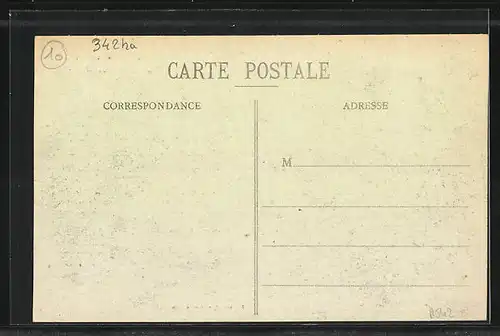 10
342ha
CARTE POSTALE
CORRESPONDANCE
ADRESSE
M